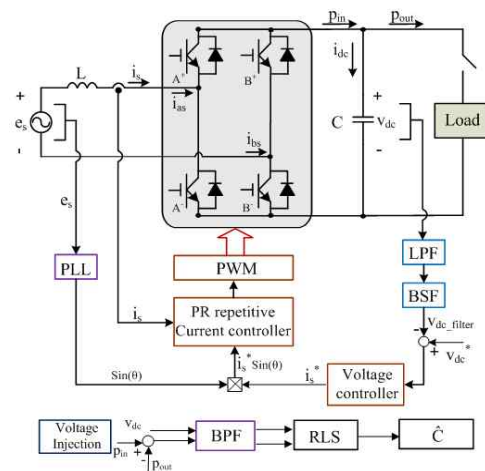 p_in
p_out
L
i_s
A⁺
B⁺
i_dc
+
e_s
-
i_as
C
+
v_dc
-
Load
i_bs
A⁻
B⁻
e_s
LPF
PLL
PWM
BSF
i_s
PR repetitive
Current controller
-
v_dc_filter
+
v_dc*
i_s* Sin(θ)
Sin(θ)
i_s*
Voltage
controller
Voltage
Injection
v_dc
p_in
+
-
p_out
BPF
RLS
Ĉ